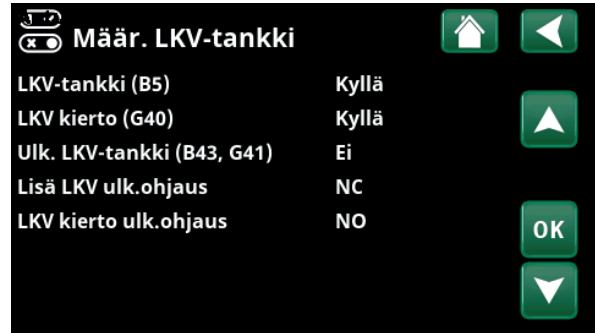 Määr. LKV-tankki
LKV-tankki (B5) Kyllä
LKV kierto (G40) Kyllä
Ulk. LKV-tankki (B43, G41) Ei
Lisä LKV ulk.ohjaus NC
LKV kierto ulk.ohjaus NO
OK